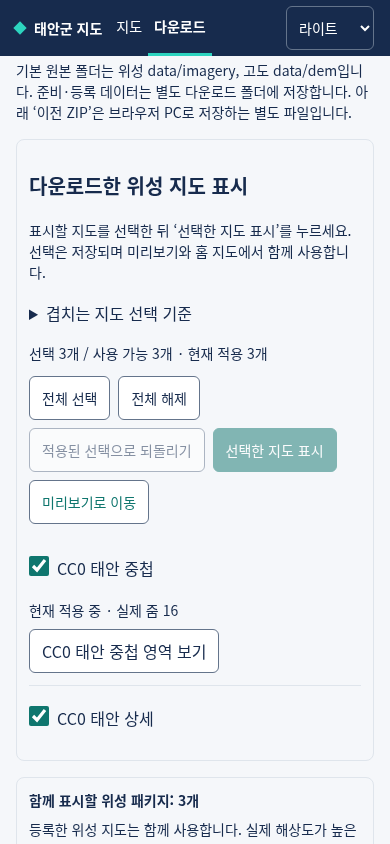 태안군 지도 지도 다운로드 라이트
기본 원본 폴더는 위성 data/imagery, 고도 data/dem입니
다. 준비·등록 데이터는 별도 다운로드 폴더에 저장합니다. 아
래 ‘이전 ZIP’은 브라우저 PC로 저장하는 별도 파일입니다.
다운로드한 위성 지도 표시
표시할 지도를 선택한 뒤 ‘선택한 지도 표시’를 누르세요.
선택은 저장되며 미리보기와 홈 지도에서 함께 사용합니
다.
겹치는 지도 선택 기준
선택 3개 / 사용 가능 3개 · 현재 적용 3개
전체 선택 전체 해제
적용된 선택으로 되돌리기 선택한 지도 표시
미리보기로 이동
CC0 태안 중첩
현재 적용 중 · 실제 줌 16
CC0 태안 중첩 영역 보기
CC0 태안 상세
함께 표시할 위성 패키지: 3개
등록한 위성 지도는 함께 사용합니다. 실제 해상도가 높은